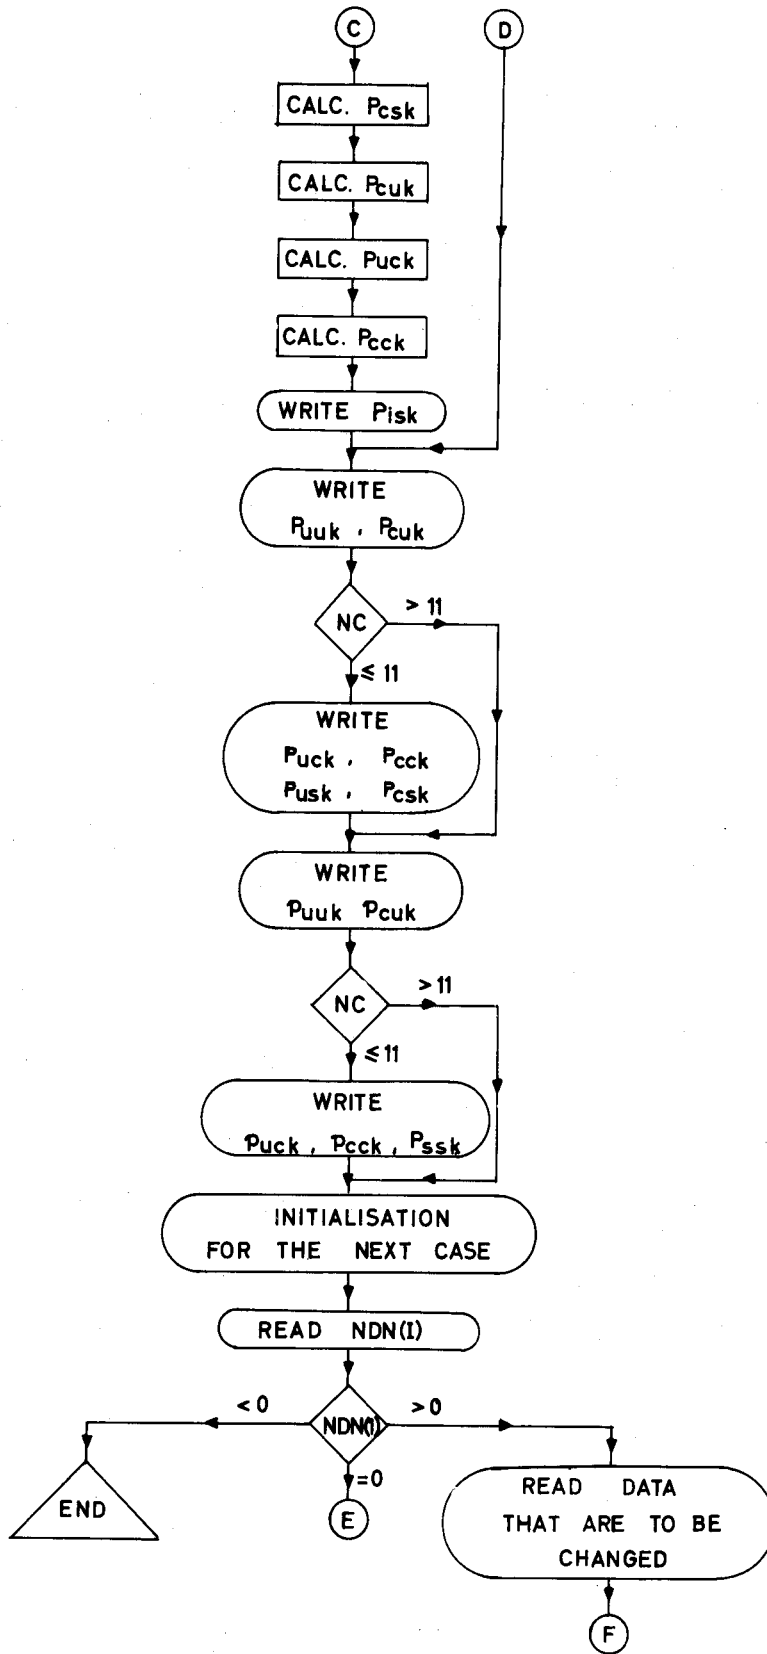 C
D
CALC. Pcsk
CALC. Pcuk
CALC. Puck
CALC. Pcck
WRITE Pisk
WRITE
Puuk , Pcuk
NC
> 11
≤ 11
WRITE
Puck , Pcck
Pusk , Pcsk
WRITE
Puuk Pcuk
NC
>11
≤11
WRITE
Puck , Pcck , Pssk
INITIALISATION
FOR THE NEXT CASE
READ NDN(I)
< 0
NDN(I)
>0
=0
END
E
READ DATA
THAT ARE TO BE
CHANGED
F